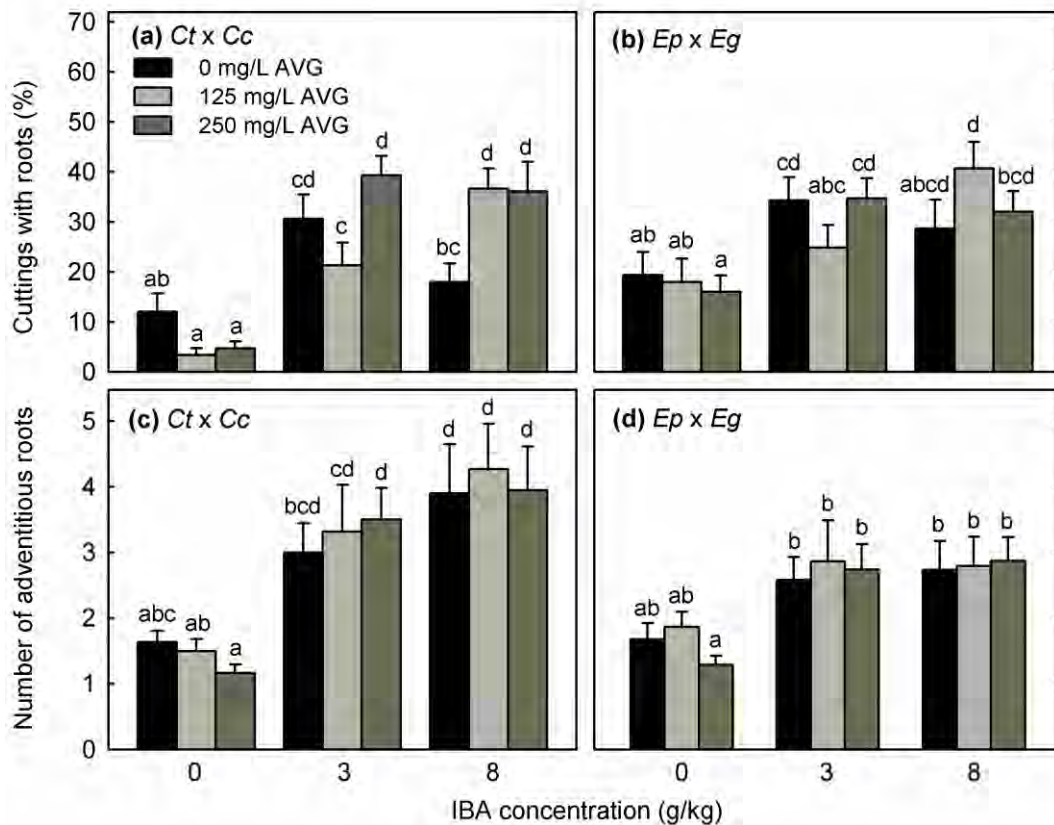 (a) Ct x Cc
0 mg/L AVG
125 mg/L AVG
250 mg/L AVG
Cuttings with roots (%)
70
60
50
40
30
20
10
0
ab
a
a
cd
c
d
bc
d
d
(b) Ep x Eg
ab
ab
a
cd
abc
cd
abcd
d
bcd
(c) Ct x Cc
Number of adventitious roots
5
4
3
2
1
0
abc
ab
a
bcd
cd
d
d
d
d
(d) Ep x Eg
ab
ab
a
b
b
b
b
b
b
0 3 8 0 3 8
IBA concentration (g/kg)